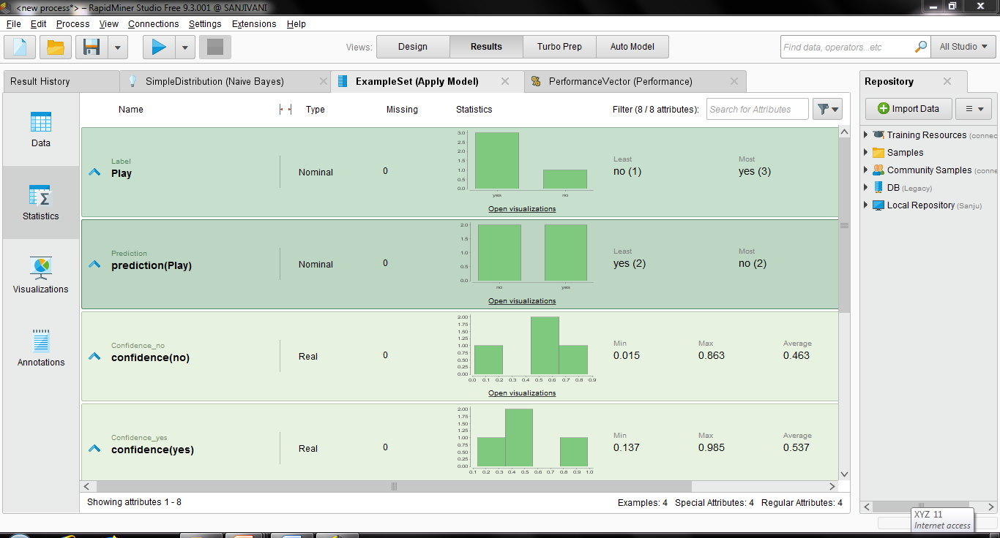 <new process*> – RapidMiner Studio Free 9.3.001 @ SANJIVANI
File Edit Process View Connections Settings Extensions Help
Views: Design Results Turbo Prep Auto Model Find data, operators...etc All Studio
Result History SimpleDistribution (Naive Bayes) ExampleSet (Apply Model) PerformanceVector (Performance) Repository
Name Type Missing Statistics Filter (8 / 8 attributes): Search for Attributes
Import Data
Data
Statistics
Visualizations
Annotations
Label
Play
Nominal
0
3.0
2.5
2.0
1.5
1.0
0.5
0.0
yes no
Open visualizations
Least
no (1)
Most
yes (3)
Prediction
prediction(Play)
Nominal
0
2.0
1.5
1.0
0.5
0.0
no yes
Open visualizations
Least
yes (2)
Most
no (2)
Confidence_no
confidence(no)
Real
0
2.00
1.75
1.50
1.25
1.00
0.75
0.50
0.25
0.00
0.0 0.1 0.2 0.3 0.4 0.5 0.6 0.7 0.8 0.9
Open visualizations
Min
0.015
Max
0.863
Average
0.463
Confidence_yes
confidence(yes)
Real
0
2.00
1.75
1.50
1.25
1.00
0.75
0.50
0.25
0.00
0.1 0.2 0.3 0.4 0.5 0.6 0.7 0.8 0.9 1.0
Min
0.137
Max
0.985
Average
0.537
Showing attributes 1 - 8
Examples: 4 Special Attributes: 4 Regular Attributes: 4
Training Resources (connec
Samples
Community Samples (conne
DB (Legacy)
Local Repository (Sanju)
XYZ 11
Internet access